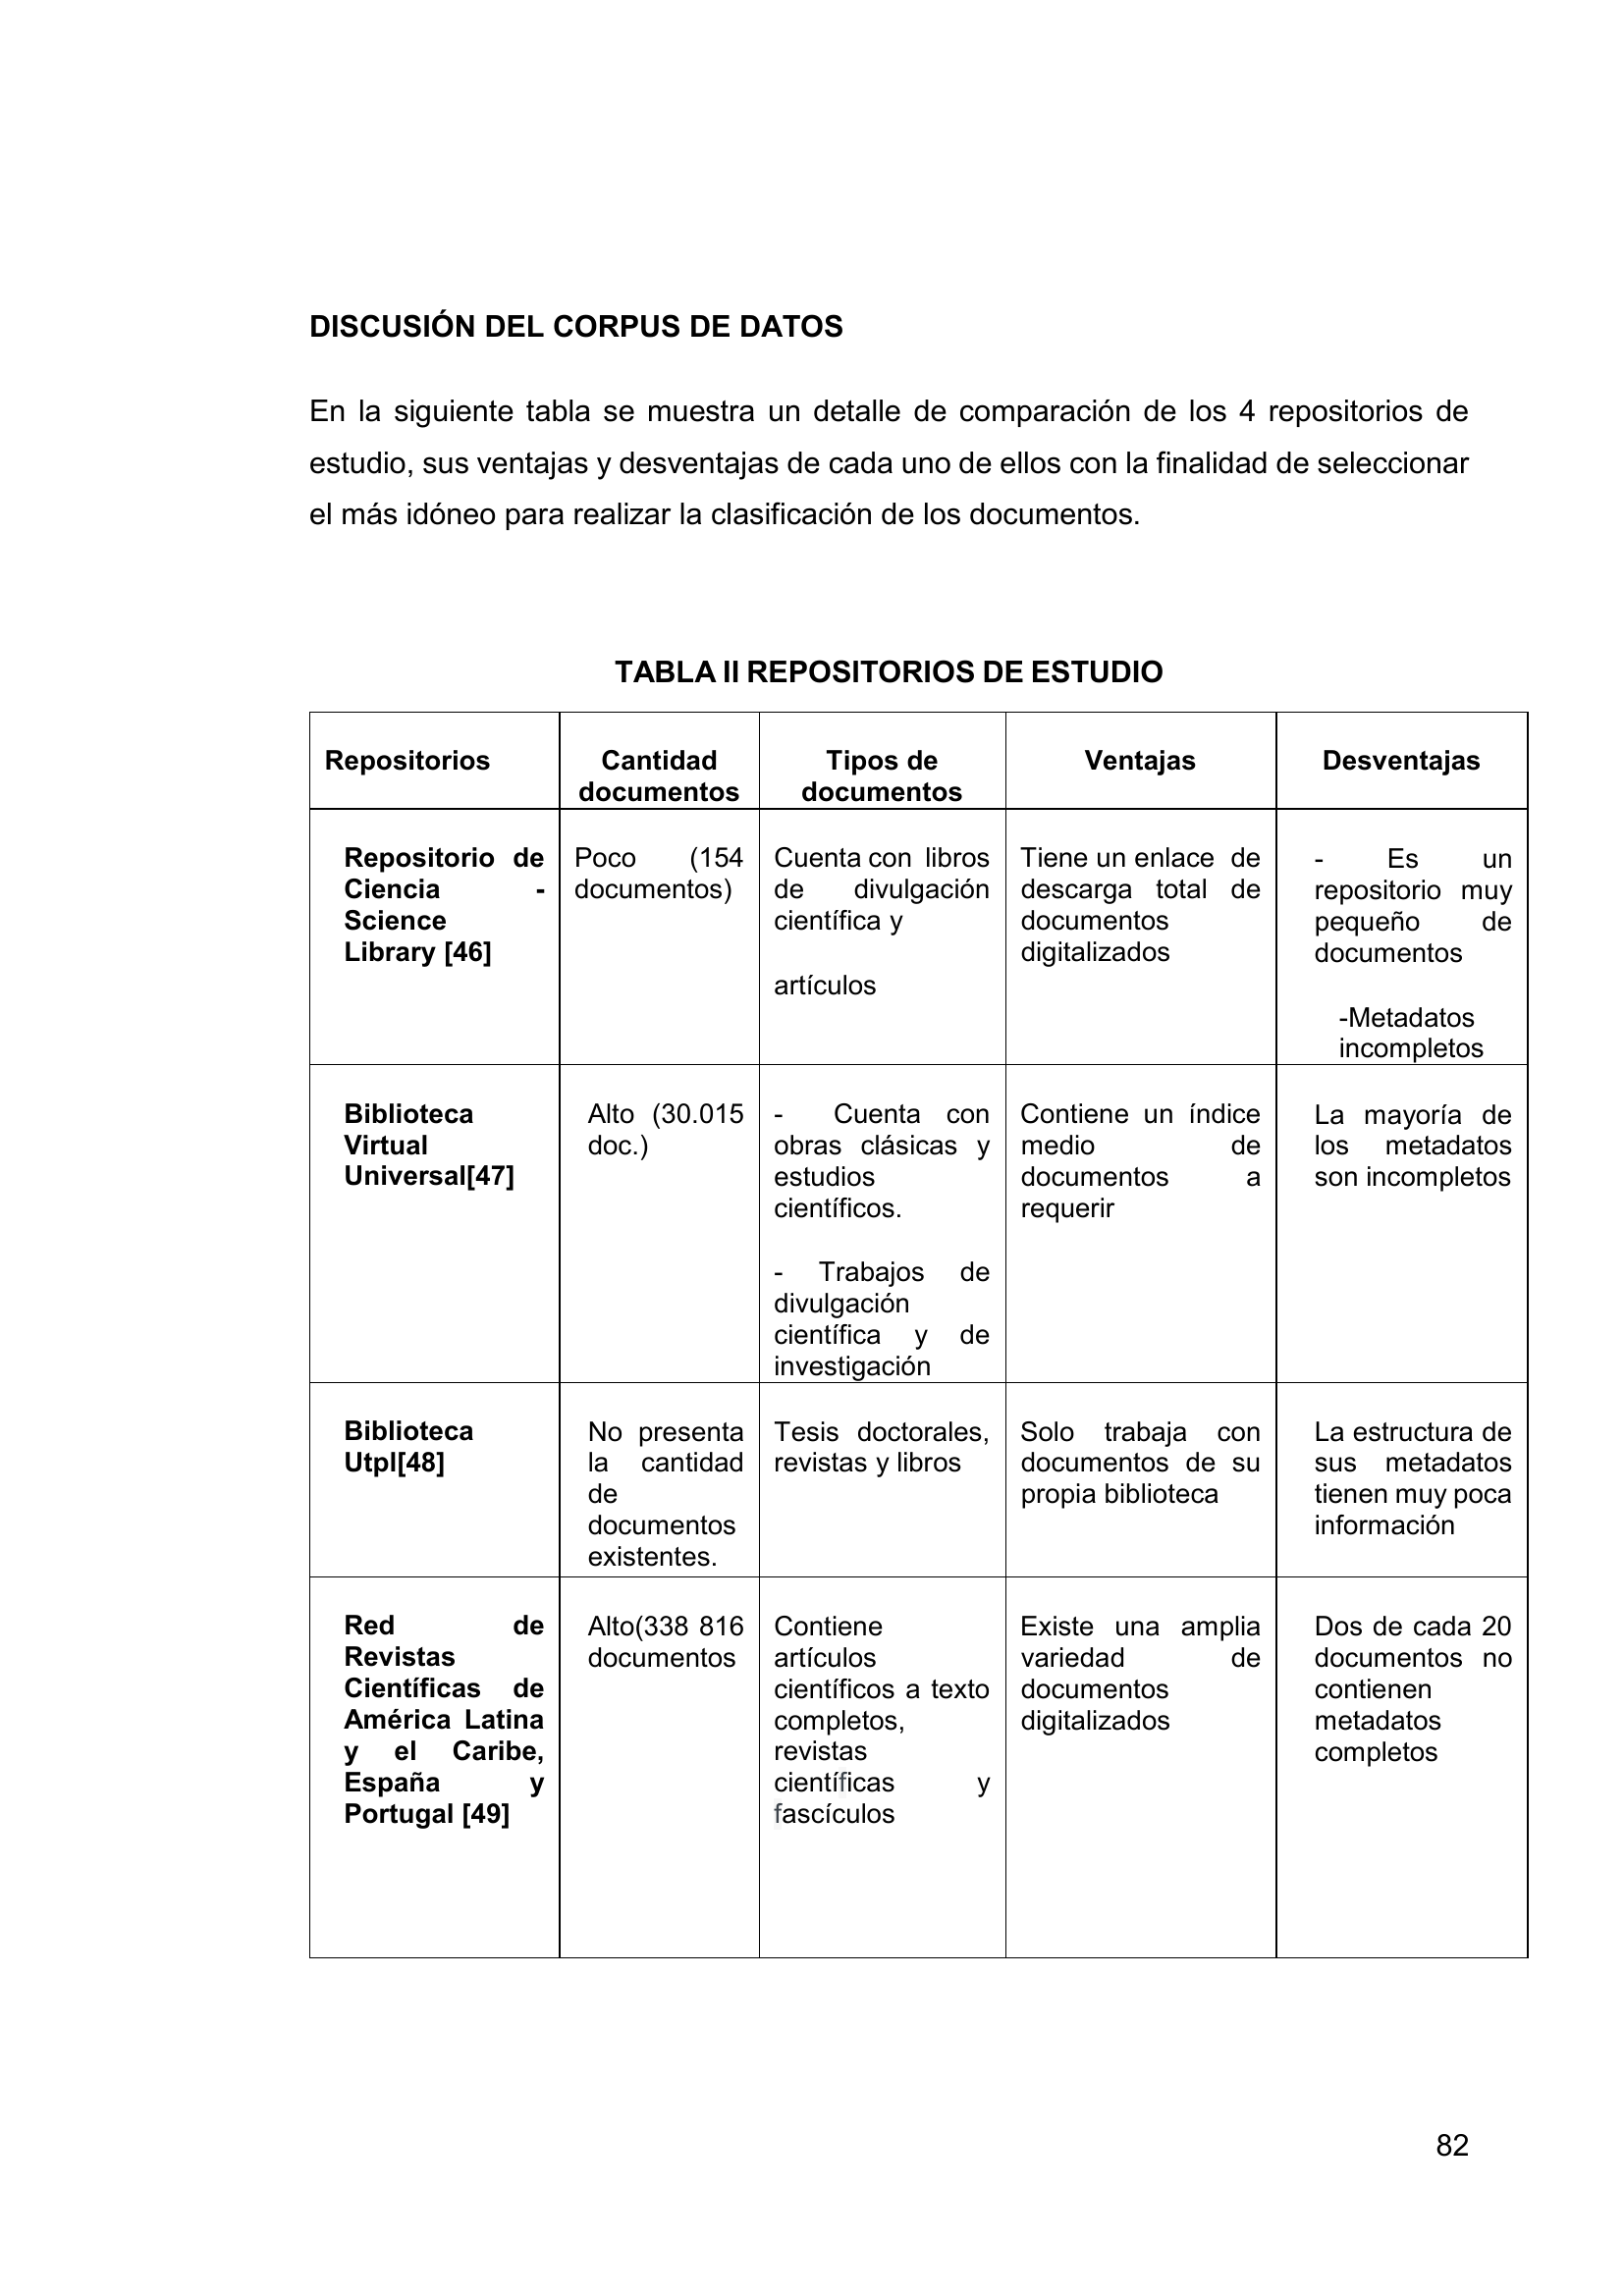 DISCUSIÓN DEL CORPUS DE DATOS
En la siguiente tabla se muestra un detalle de comparación de los 4 repositorios de
estudio, sus ventajas y desventajas de cada uno de ellos con la finalidad de seleccionar
el más idóneo para realizar la clasificación de los documentos.
TABLA II REPOSITORIOS DE ESTUDIO
Repositorios
Cantidad
documentos
Tipos de
documentos
Ventajas
Desventajas
Repositorio de
Ciencia -
Science
Library [46]
Poco (154
documentos)
Cuenta con libros
de divulgación
científica y
artículos
Tiene un enlace de
descarga total de
documentos
digitalizados
- Es un
repositorio muy
pequeño de
documentos
-Metadatos
incompletos
Biblioteca
Virtual
Universal[47]
Alto (30.015
doc.)
- Cuenta con
obras clásicas y
estudios
científicos.
- Trabajos de
divulgación
científica y de
investigación
Contiene un índice
medio de
documentos a
requerir
La mayoría de
los metadatos
son incompletos
Biblioteca
Utpl[48]
No presenta
la cantidad
de
documentos
existentes.
Tesis doctorales,
revistas y libros
Solo trabaja con
documentos de su
propia biblioteca
La estructura de
sus metadatos
tienen muy poca
información
Red de
Revistas
Científicas de
América Latina
y el Caribe,
España y
Portugal [49]
Alto(338 816
documentos
Contiene
artículos
científicos a texto
completos,
revistas
científicas y
fascículos
Existe una amplia
variedad de
documentos
digitalizados
Dos de cada 20
documentos no
contienen
metadatos
completos
82